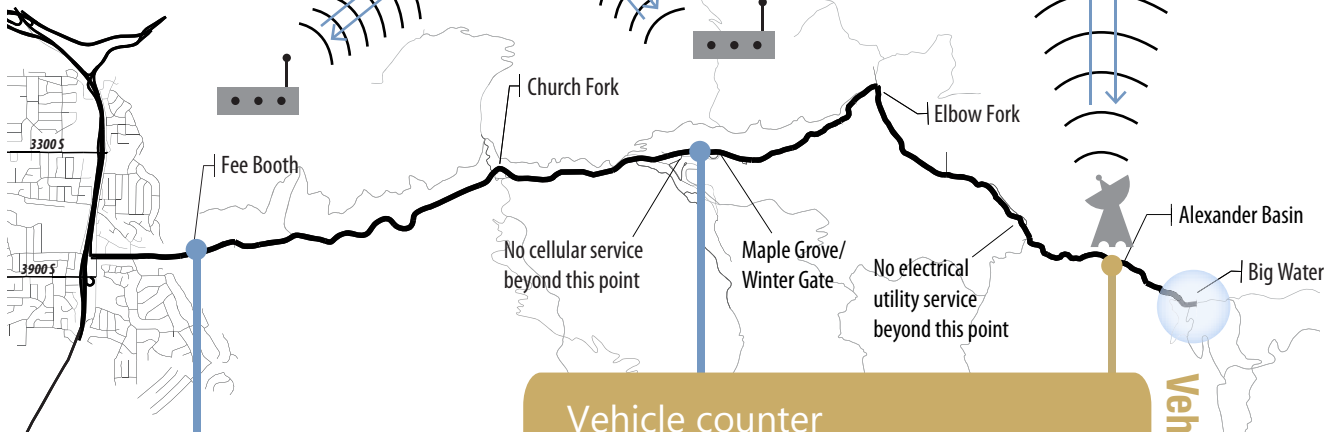 Church Fork
Elbow Fork
3300 S
Fee Booth
Alexander Basin
No cellular service
beyond this point
Maple Grove/
Winter Gate
No electrical
utility service
beyond this point
3900 S
Big Water
Vehicle counter
Veh